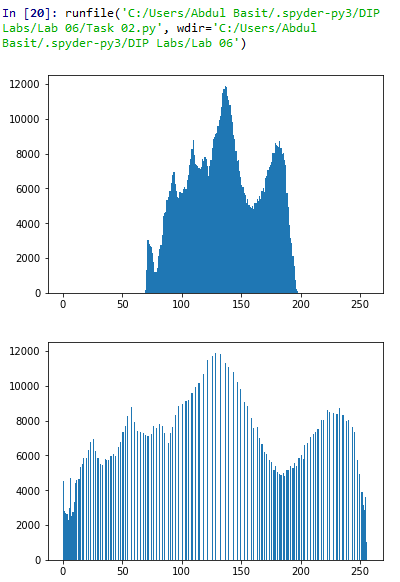 In [20]: runfile('C:/Users/Abdul Basit/.spyder-py3/DIP
Labs/Lab 06/Task 02.py', wdir='C:/Users/Abdul
Basit/.spyder-py3/DIP Labs/Lab 06')
12000
10000
8000
6000
4000
2000
0
0 50 100 150 200 250
12000
10000
8000
6000
4000
2000
0
0 50 100 150 200 250